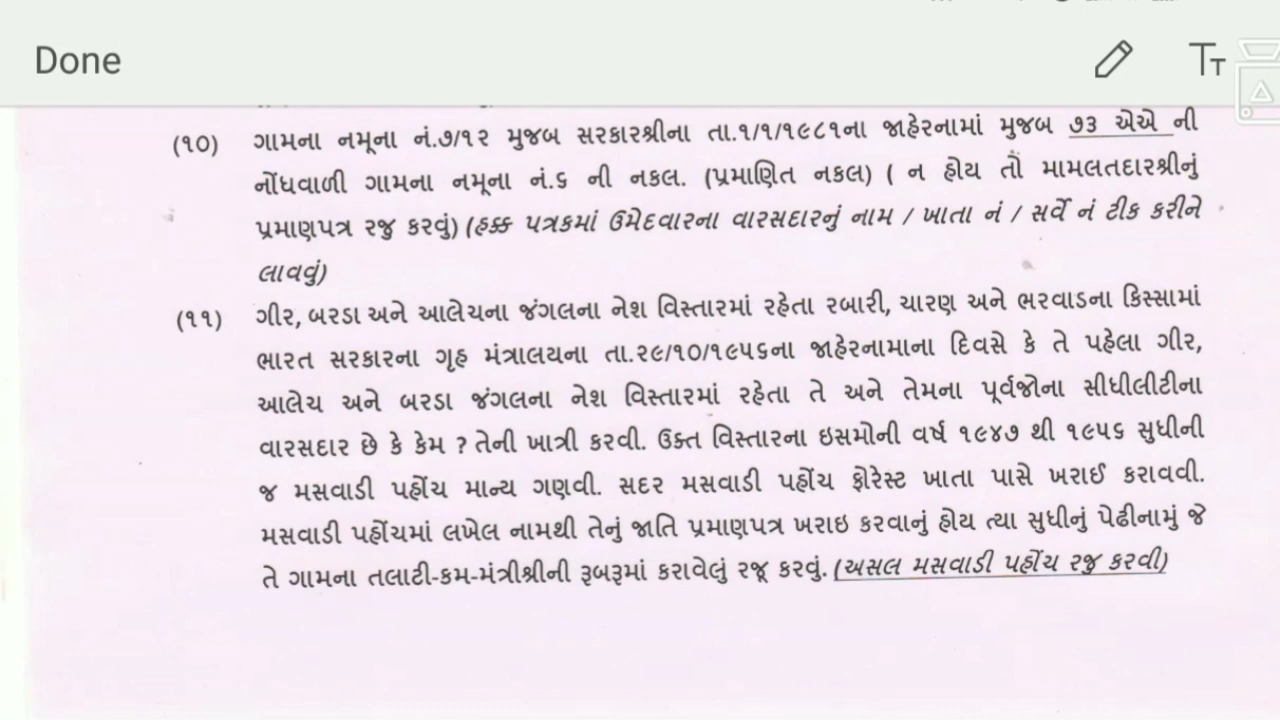 Done
TT
(૧૦) ગામના નમૂના નં.૭/૧૨ મુજબ સરકારશ્રીના તા.૧/૧/૧૯૮૧ના જાહેરનામાં મુજબ ૭૩ એએ ની
નોંધવાળી ગામના નમૂના નં.૬ ની નકલ. (પ્રમાણિત નકલ) ( ન હોય તોં મામલતદારશ્રીનું
પ્રમાણપત્ર રજુ કરવું) (હક્ક પત્રકમાં ઉમેદવારના વારસદારનું નામ / ખાતા નં / સર્વે નં ટીક કરીને
લાવવું)
(૧૧) ગીર, બરડા અને આલેચના જંગલના નેશ વિસ્તારમાં રહેતા રબારી, ચારણ અને ભરવાડના કિસ્સામાં
ભારત સરકારના ગૃહ મંત્રાલયના તા.૨૯/૧૦/૧૯૫૬ના જાહેરનામાના દિવસે કે તે પહેલા ગીર,
આલેચ અને બરડા જંગલના નેશ વિસ્તારમાં રહેતા તે અને તેમના પૂર્વજોના સીધીલીટીના
વારસદાર છે કે કેમ ? તેની ખાત્રી કરવી. ઉક્ત વિસ્તારના ઇસમોની વર્ષ ૧૯૪૭ થી ૧૯૫૬ સુધીની
જ મસવાડી પહોંચ માન્ય ગણવી. સદર મસવાડી પહોંચ ફોરેસ્ટ ખાતા પાસે ખરાઈ કરાવવી.
મસવાડી પહોંચમાં લખેલ નામથી તેનું જાતિ પ્રમાણપત્ર ખરાઇ કરવાનું હોય ત્યા સુધીનું પેઢીનામું જે
તે ગામના તલાટી-કમ-મંત્રીશ્રીની રૂબરૂમાં કરાવેલું રજૂ કરવું. (અસલ મસવાડી પહોંચ રજુ કરવી)